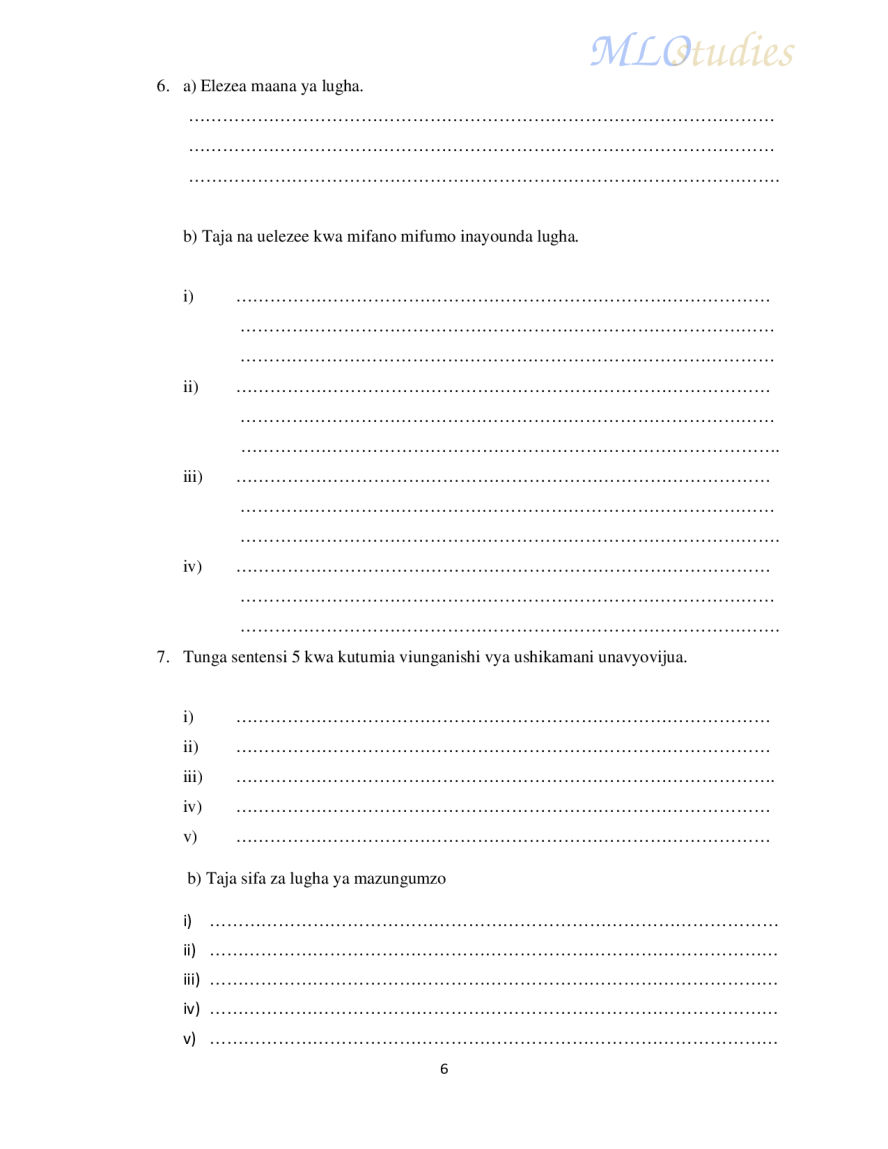 MLOstudies
6. a) Elezea maana ya lugha.
……………………………………………………………………………………………
……………………………………………………………………………………………
…………………………………………………………………………………………….
b) Taja na uelezee kwa mifano mifumo inayounda lugha.
i) ……………………………………………………………………………………
……………………………………………………………………………………
……………………………………………………………………………………
ii) ……………………………………………………………………………………
……………………………………………………………………………………
…………………………………………………………………………………….
iii) ……………………………………………………………………………………
……………………………………………………………………………………
…………………………………………………………………………………….
iv) ……………………………………………………………………………………
……………………………………………………………………………………
…………………………………………………………………………………….
7. Tunga sentensi 5 kwa kutumia viunganishi vya ushikamani unavyovijua.
i) ……………………………………………………………………………………
ii) ……………………………………………………………………………………
iii) …………………………………………………………………………………….
iv) ……………………………………………………………………………………
v) ……………………………………………………………………………………
b) Taja sifa za lugha ya mazungumzo
i) …………………………………………………………………………………………
ii) …………………………………………………………………………………………
iii) …………………………………………………………………………………………
iv) …………………………………………………………………………………………
v) …………………………………………………………………………………………
6